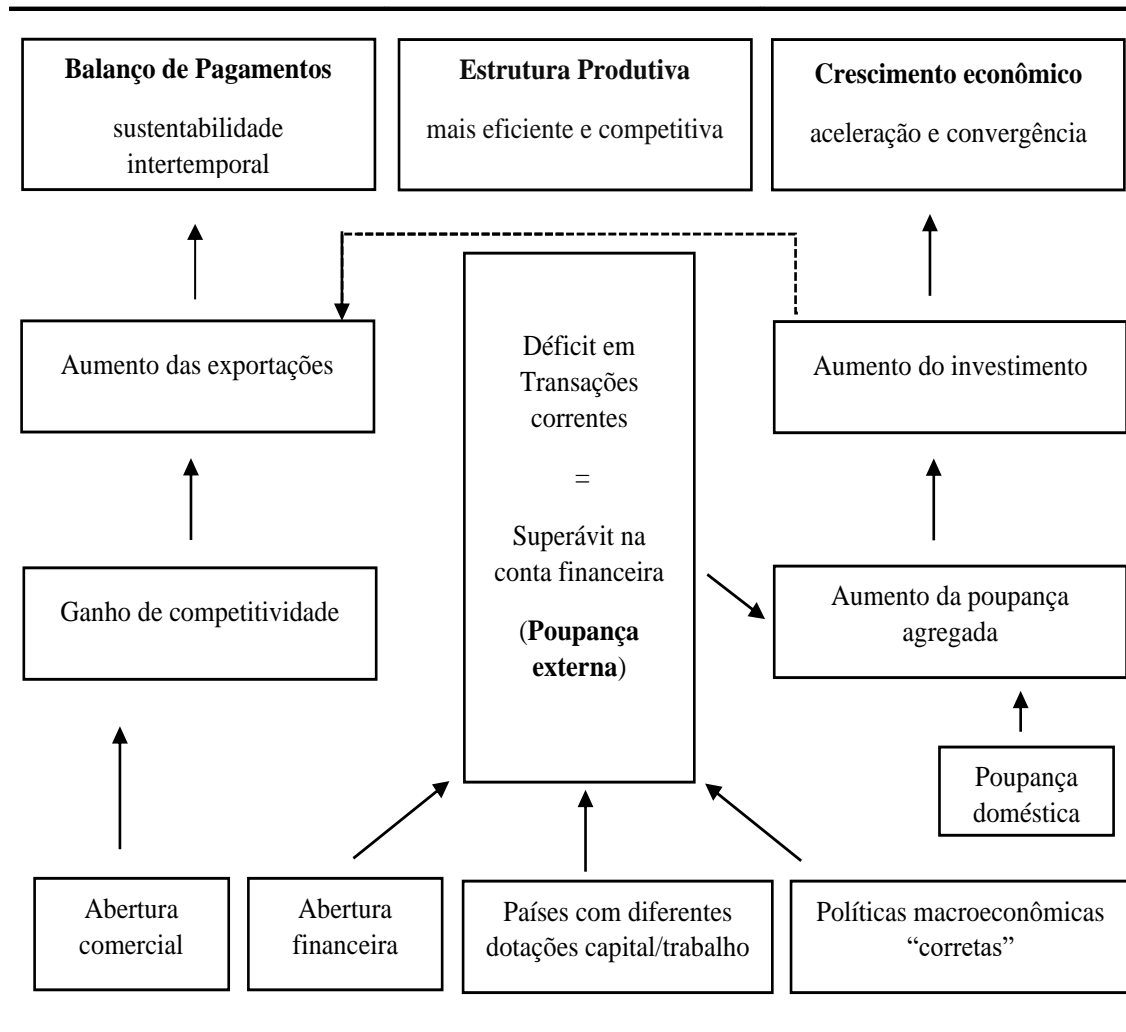 Balanço de Pagamentos
sustentabilidade
intertemporal
Estrutura Produtiva
mais eficiente e competitiva
Crescimento econômico
aceleração e convergência
Aumento das exportações
Déficit em
Transações
correntes
=
Superávit na
conta financeira
(Poupança
externa)
Aumento do investimento
Ganho de competitividade
Aumento da poupança
agregada
Poupança
doméstica
Abertura
comercial
Abertura
financeira
Países com diferentes
dotações capital/trabalho
Políticas macroeconômicas
“corretas”